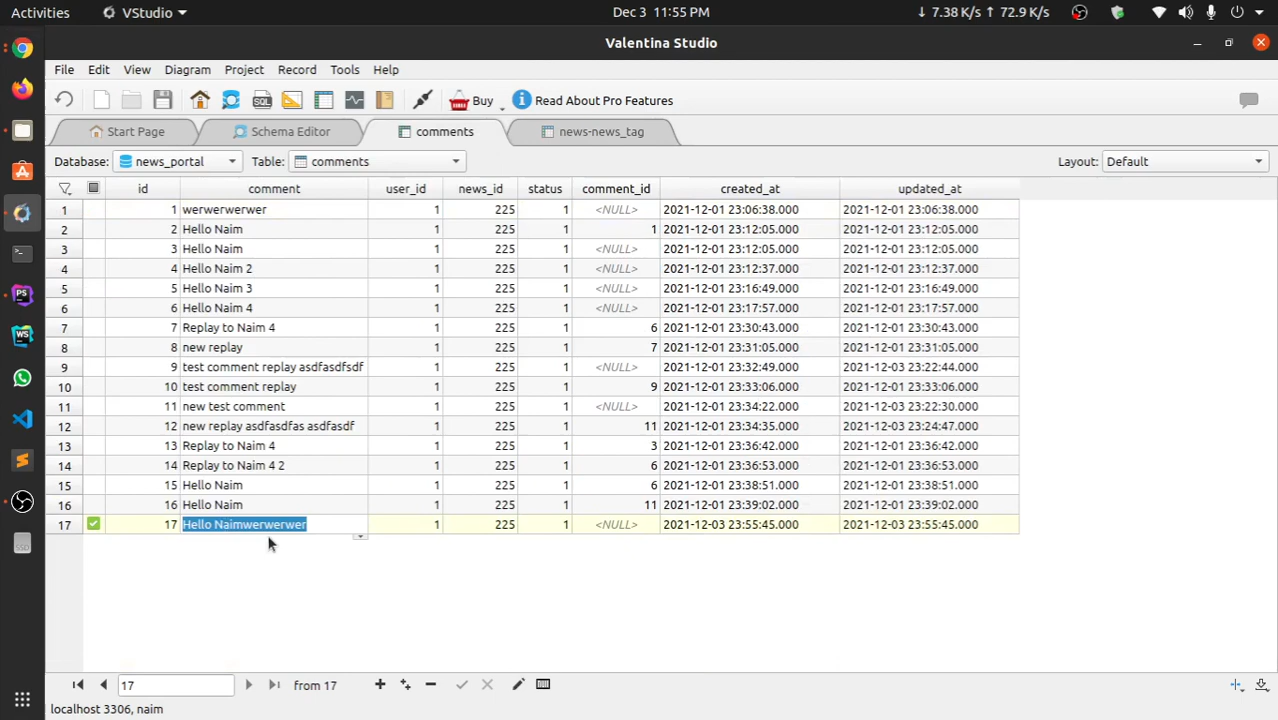 Activities VStudio Dec 3 11:55 PM ↓ 7.38 K/s ↑ 72.9 K/s
Valentina Studio
File Edit View Diagram Project Record Tools Help
SQL Buy Read About Pro Features
Start Page Schema Editor comments news-news_tag
Database: news_portal Table: comments Layout: Default
id comment user_id news_id status comment_id created_at updated_at
1 1 werwerwerwer 1 225 1 <NULL> 2021-12-01 23:06:38.000 2021-12-01 23:06:38.000
2 2 Hello Naim 1 225 1 1 2021-12-01 23:12:05.000 2021-12-01 23:12:05.000
3 3 Hello Naim 1 225 1 <NULL> 2021-12-01 23:12:05.000 2021-12-01 23:12:05.000
4 4 Hello Naim 2 1 225 1 <NULL> 2021-12-01 23:12:37.000 2021-12-01 23:12:37.000
5 5 Hello Naim 3 1 225 1 <NULL> 2021-12-01 23:16:49.000 2021-12-01 23:16:49.000
6 6 Hello Naim 4 1 225 1 <NULL> 2021-12-01 23:17:57.000 2021-12-01 23:17:57.000
7 7 Replay to Naim 4 1 225 1 6 2021-12-01 23:30:43.000 2021-12-01 23:30:43.000
8 8 new replay 1 225 1 7 2021-12-01 23:31:05.000 2021-12-01 23:31:05.000
9 9 test comment replay asdfasdfsdf 1 225 1 <NULL> 2021-12-01 23:32:49.000 2021-12-03 23:22:44.000
10 10 test comment replay 1 225 1 9 2021-12-01 23:33:06.000 2021-12-01 23:33:06.000
11 11 new test comment 1 225 1 <NULL> 2021-12-01 23:34:22.000 2021-12-03 23:22:30.000
12 12 new replay asdfasdfas asdfasdf 1 225 1 11 2021-12-01 23:34:35.000 2021-12-03 23:24:47.000
13 13 Replay to Naim 4 1 225 1 3 2021-12-01 23:36:42.000 2021-12-01 23:36:42.000
14 14 Replay to Naim 4 2 1 225 1 6 2021-12-01 23:36:53.000 2021-12-01 23:36:53.000
15 15 Hello Naim 1 225 1 6 2021-12-01 23:38:51.000 2021-12-01 23:38:51.000
16 16 Hello Naim 1 225 1 11 2021-12-01 23:39:02.000 2021-12-01 23:39:02.000
17 17 Hello Naimwerwerwer 1 225 1 <NULL> 2021-12-03 23:55:45.000 2021-12-03 23:55:45.000
PS
WS
17 from 17
localhost 3306, naim